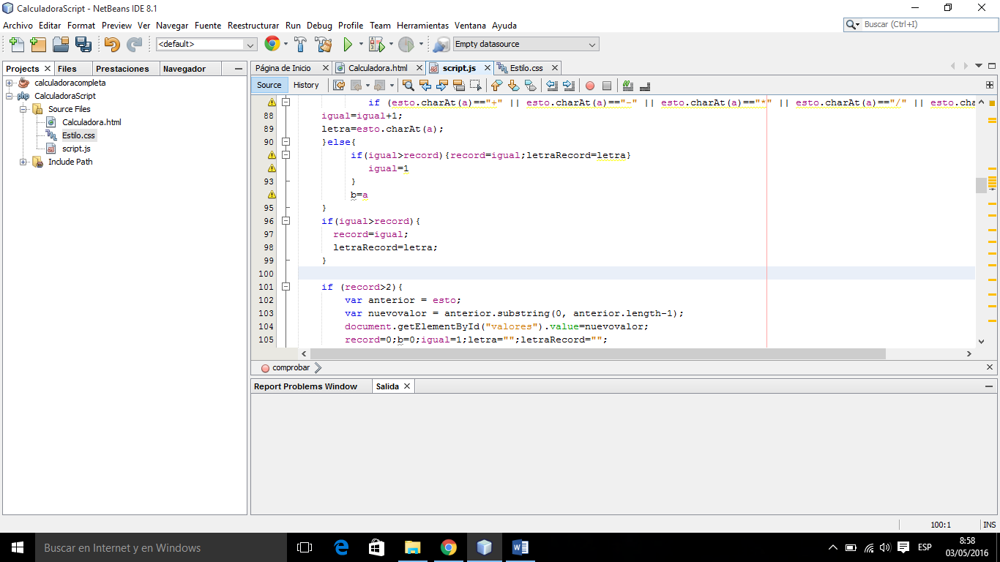 CalculadoraScript - NetBeans IDE 8.1
Archivo Editar Format Preview Ver Navegar Fuente Reestructurar Run Debug Profile Team Herramientas Ventana Ayuda
Buscar (Ctrl+I)
<default> Empty datasource
Projects Files Prestaciones Navegador
calculadoracompleta
CalculadoraScript
Source Files
Calculadora.html
Estilo.css
script.js
Include Path
Página de Inicio Calculadora.html script.js Estilo.css
Source History
if (esto.charAt(a)=="+" || esto.charAt(a)=="-" || esto.charAt(a)=="*" || esto.charAt(a)=="/" || esto.cha
88 igual=igual+1;
89 letra=esto.charAt(a);
90 }else{
if(igual>record){record=igual;letraRecord=letra}
igual=1
93 }
b=a
95 }
96 if(igual>record){
97 record=igual;
98 letraRecord=letra;
99 }
100
101 if (record>2){
102 var anterior = esto;
103 var nuevovalor = anterior.substring(0, anterior.length-1);
104 document.getElementById("valores").value=nuevovalor;
105 record=0;b=0;igual=1;letra="";letraRecord="";
comprobar
Report Problems Window Salida
100:1 INS
Buscar en Internet y en Windows
ESP
8:58
03/05/2016